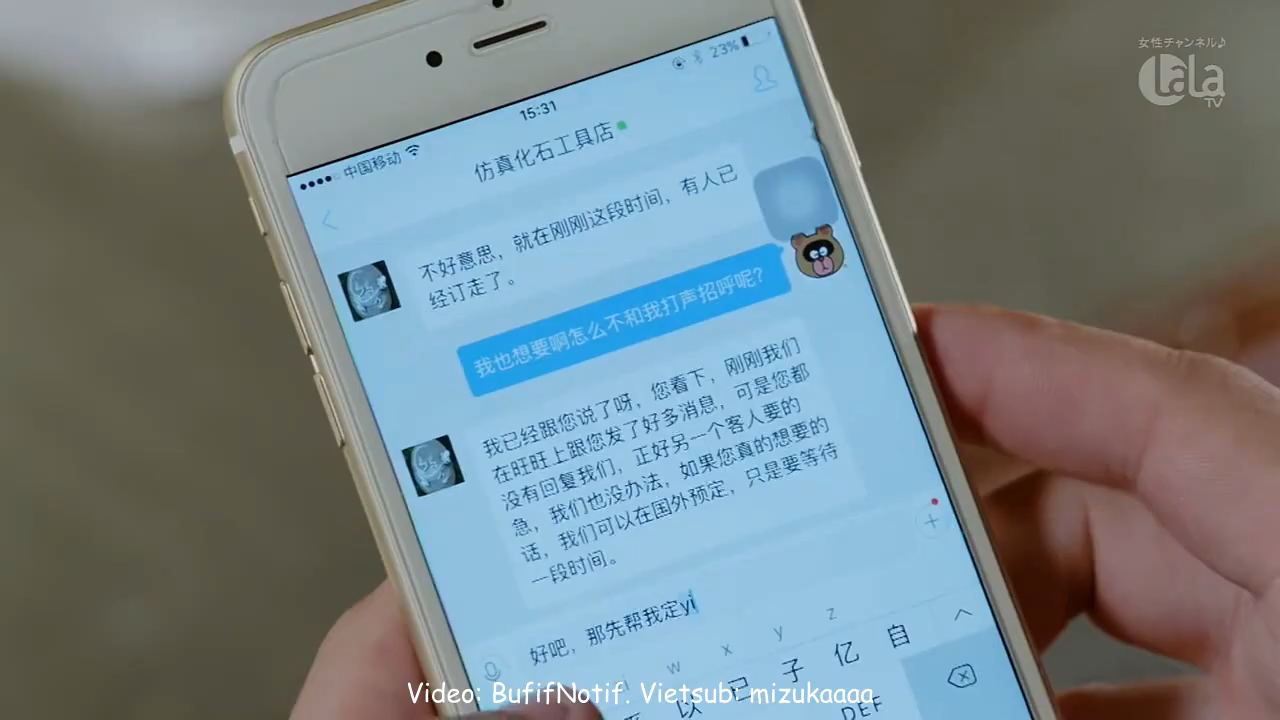 女性チャンネル♪
LaLa TV
中国移动
15:31
23%
仿真化石工具店
不好意思，就在刚刚这段时间，有人已
经订走了。
我也想要啊怎么不和我打声招呼呢？
我已经跟您说了呀，您看下，刚刚我们
在旺旺上跟您发了好多消息，可是您都
没有回复我们，正好另一个客人要的
急，我们也没办法，如果您真的想要的
话，我们可以在国外预定，只是要等待
一段时间。
好吧，那先帮我定yi
w x y z
以 已 子 亿 自
DEF
Video: BufifNotif. Vietsub: mizukaaaa